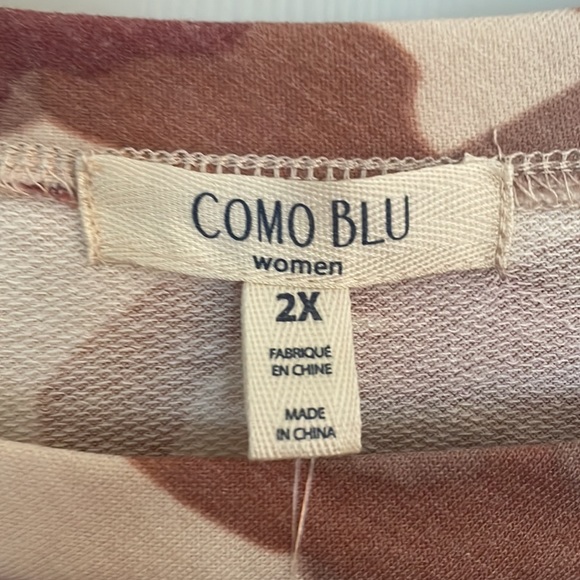 COMO BLU
women
2X
FABRIQUÉ
EN CHINE
MADE
IN CHINA